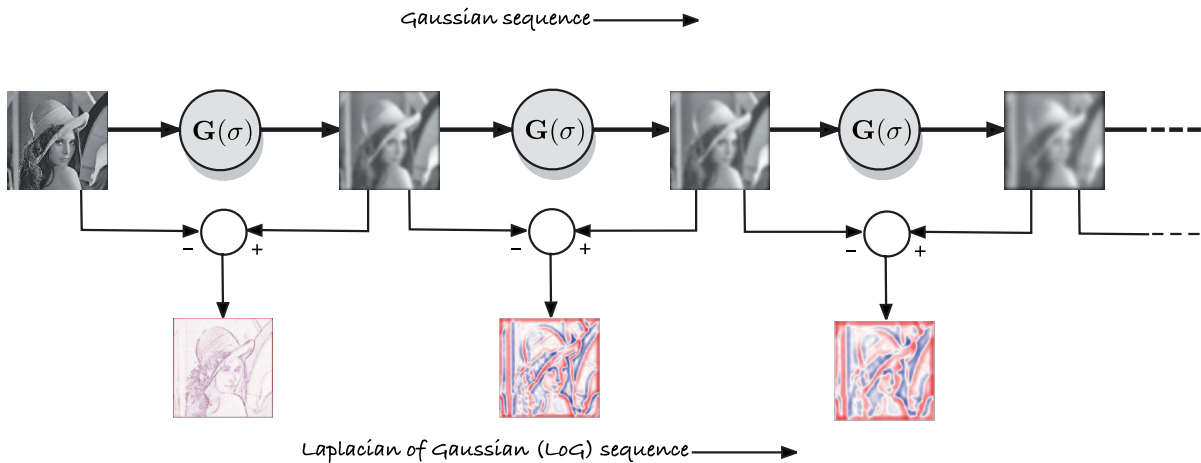 Gaussian sequence
G(σ) G(σ) G(σ)
− + − + − +
Laplacian of Gaussian (LoG) sequence